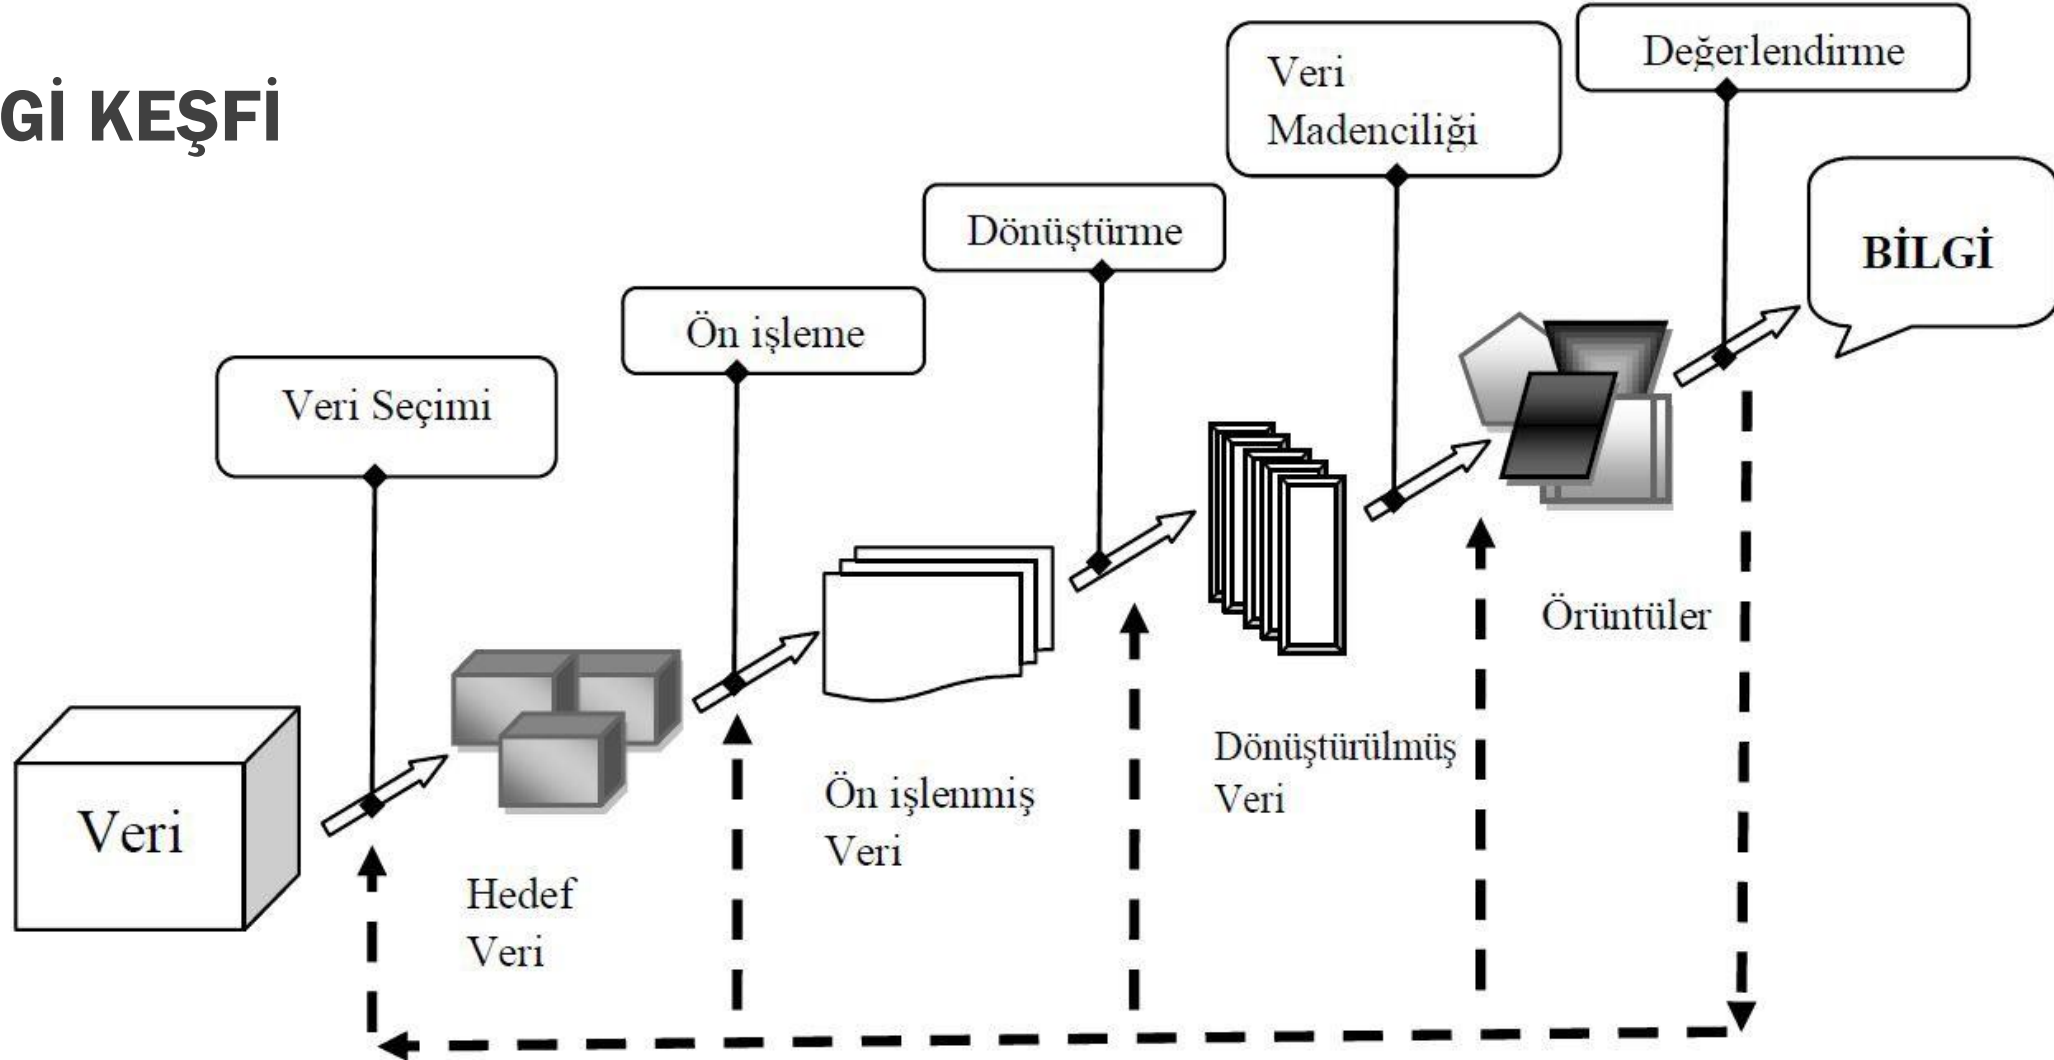 Gİ KEŞFİ
Değerlendirme
Veri
Madenciliği
Dönüştürme
BİLGİ
Ön işleme
Veri Seçimi
Örüntüler
Dönüştürülmüş
Veri
Ön işlenmiş
Veri
Veri
Hedef
Veri